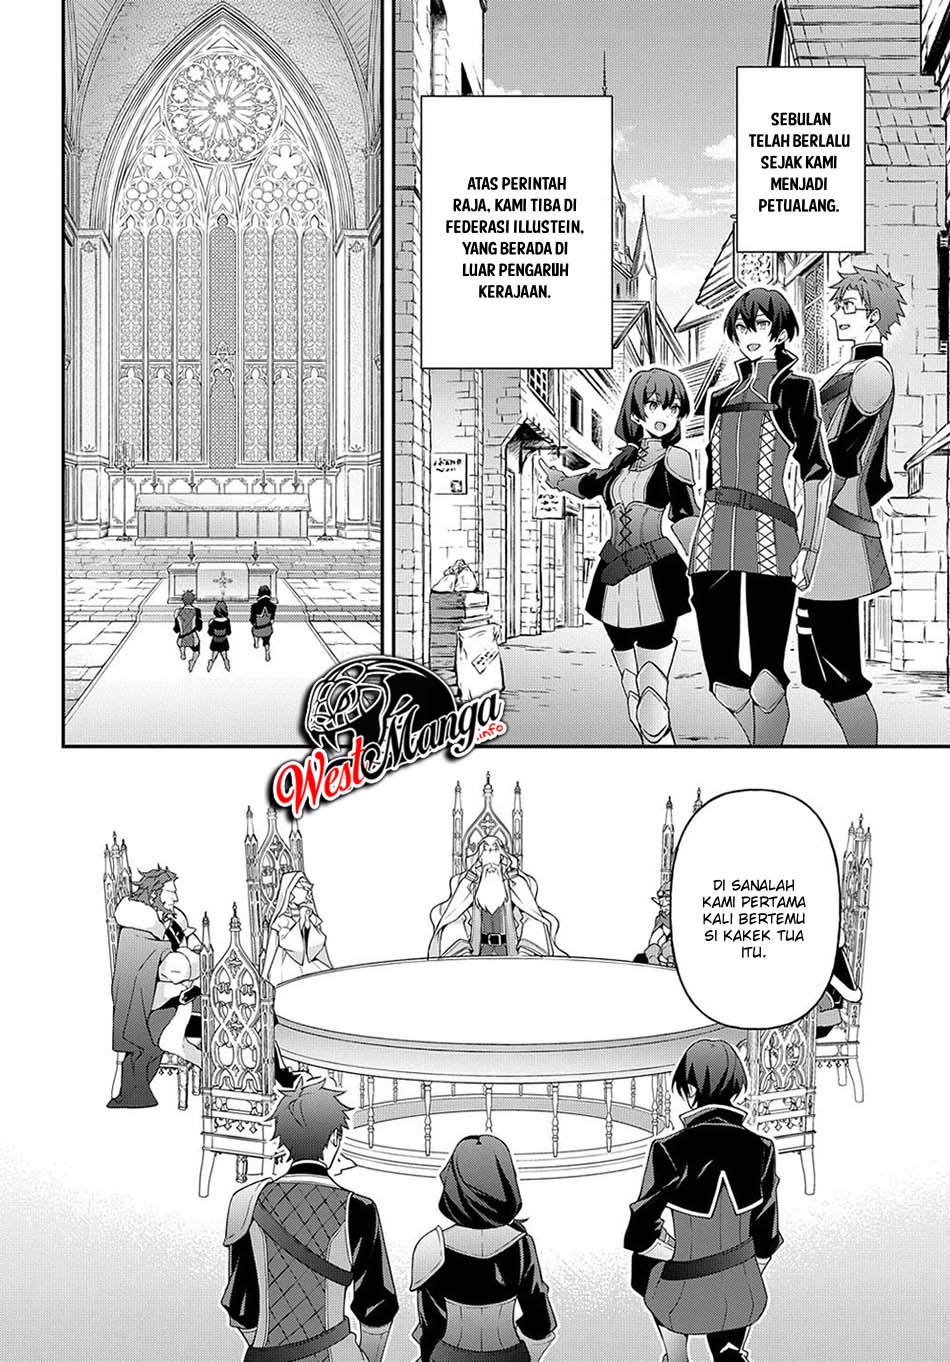 SEBULAN
TELAH BERLALU
SEJAK KAMI
MENJADI
PETUALANG.
ATAS PERINTAH
RAJA, KAMI TIBA DI
FEDERASI ILLUSTEIN,
YANG BERADA DI
LUAR PENGARUH
KERAJAAN.
WestManga
.info
DI SANALAH
KAMI PERTAMA
KALI BERTEMU
SI KAKEK TUA
ITU.